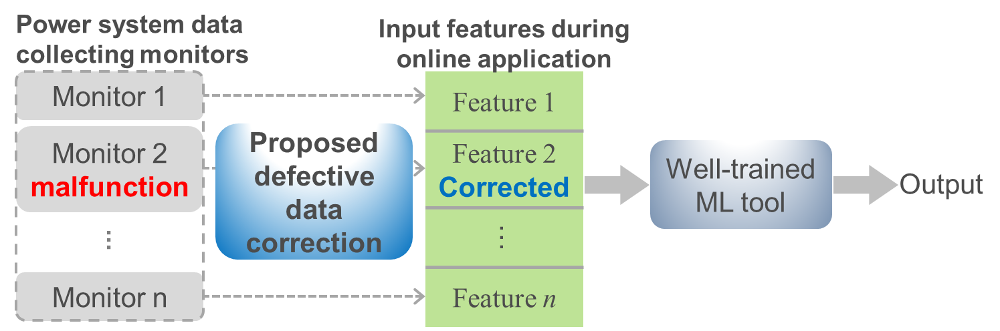 Power system data
collecting monitors
Monitor 1
Monitor 2
malfunction
⋮
Monitor n
Proposed
defective
data
correction
Input features during
online application
Feature 1
Feature 2
Corrected
⋮
Feature n
Well-trained
ML tool
Output